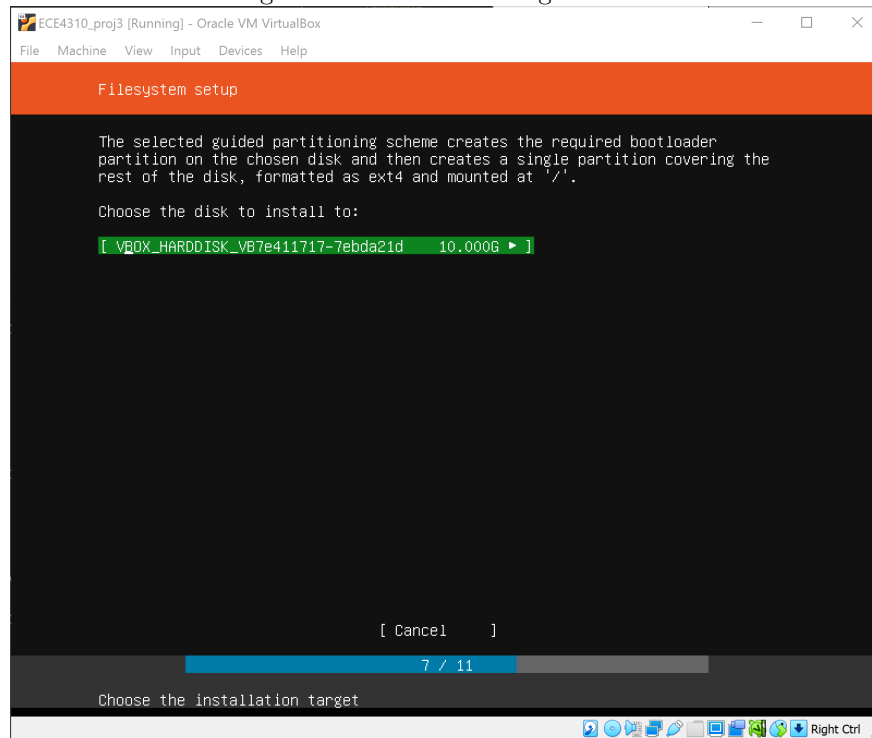 ECE4310_proj3 [Running] - Oracle VM VirtualBox
File Machine View Input Devices Help
Filesystem setup
The selected guided partitioning scheme creates the required bootloader
partition on the chosen disk and then creates a single partition covering the
rest of the disk, formatted as ext4 and mounted at '/'.
Choose the disk to install to:
[ VBOX_HARDDISK_VB7e411717-7ebda21d 10.000G ► ]
[ Cancel ]
7 / 11
Choose the installation target
Right Ctrl